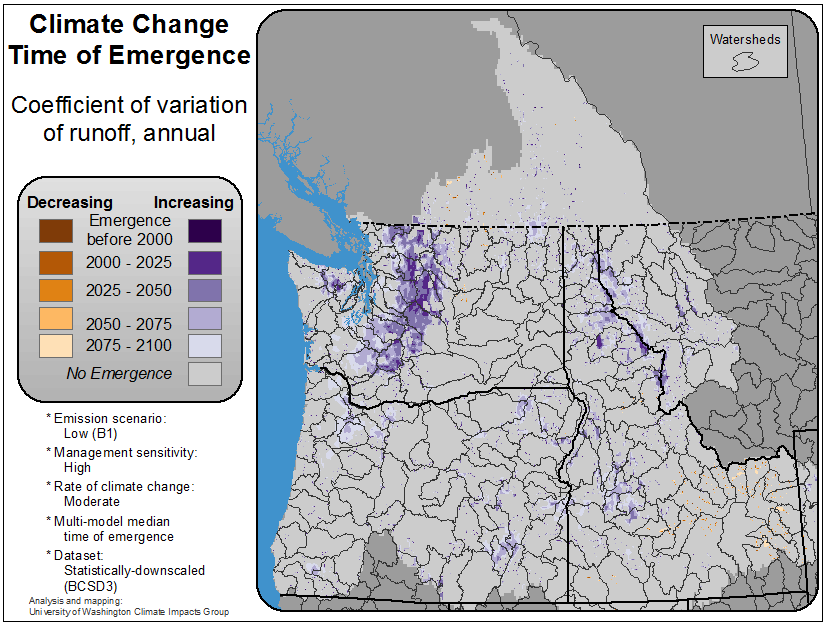 Climate Change
Time of Emergence
Coefficient of variation
of runoff, annual
Watersheds
Decreasing Increasing
Emergence
before 2000
2000 - 2025
2025 - 2050
2050 - 2075
2075 - 2100
No Emergence
* Emission scenario:
Low (B1)
* Management sensitivity:
High
* Rate of climate change:
Moderate
* Multi-model median
time of emergence
* Dataset:
Statistically-downscaled
(BCSD3)
Analysis and mapping:
University of Washington Climate Impacts Group